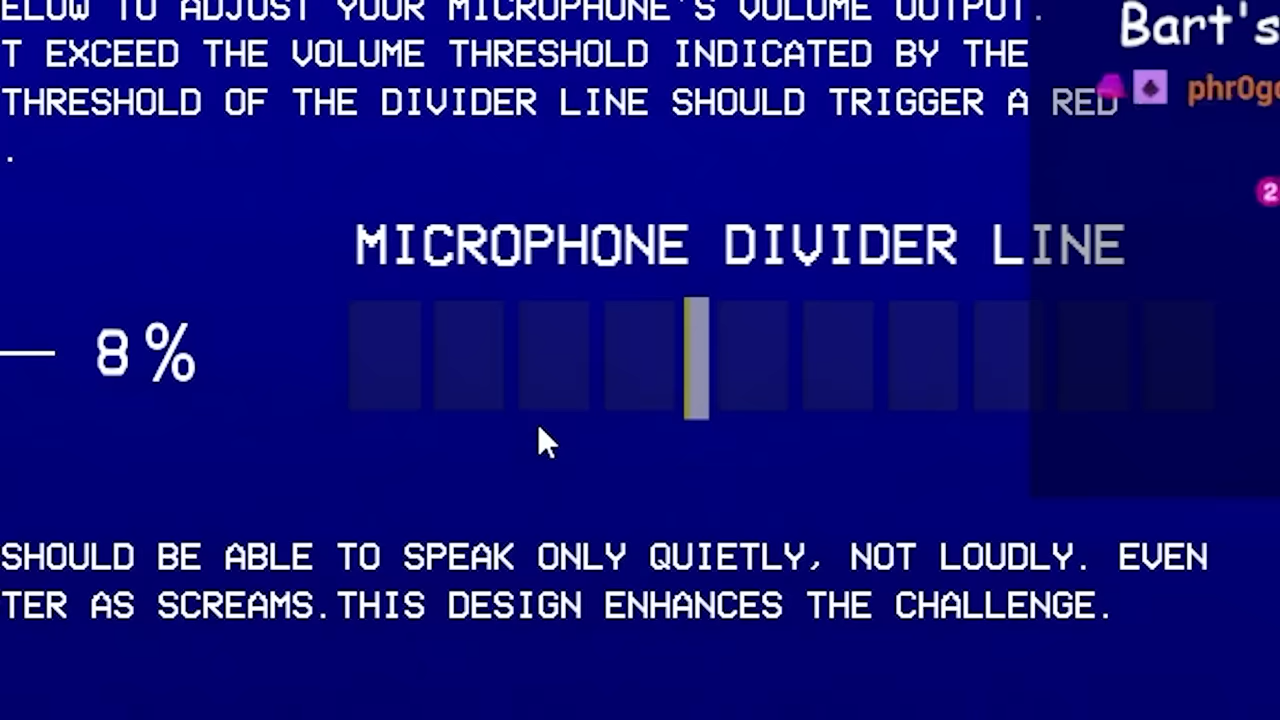 ELOW TO ADJUST YOUR MICROPHONE'S VOLUME OUTPUT.
Bart's
T EXCEED THE VOLUME THRESHOLD INDICATED BY THE
phr0g
THRESHOLD OF THE DIVIDER LINE SHOULD TRIGGER A RED
.
2
MICROPHONE DIVIDER LINE
8%
SHOULD BE ABLE TO SPEAK ONLY QUIETLY, NOT LOUDLY. EVEN
TER AS SCREAMS.THIS DESIGN ENHANCES THE CHALLENGE.